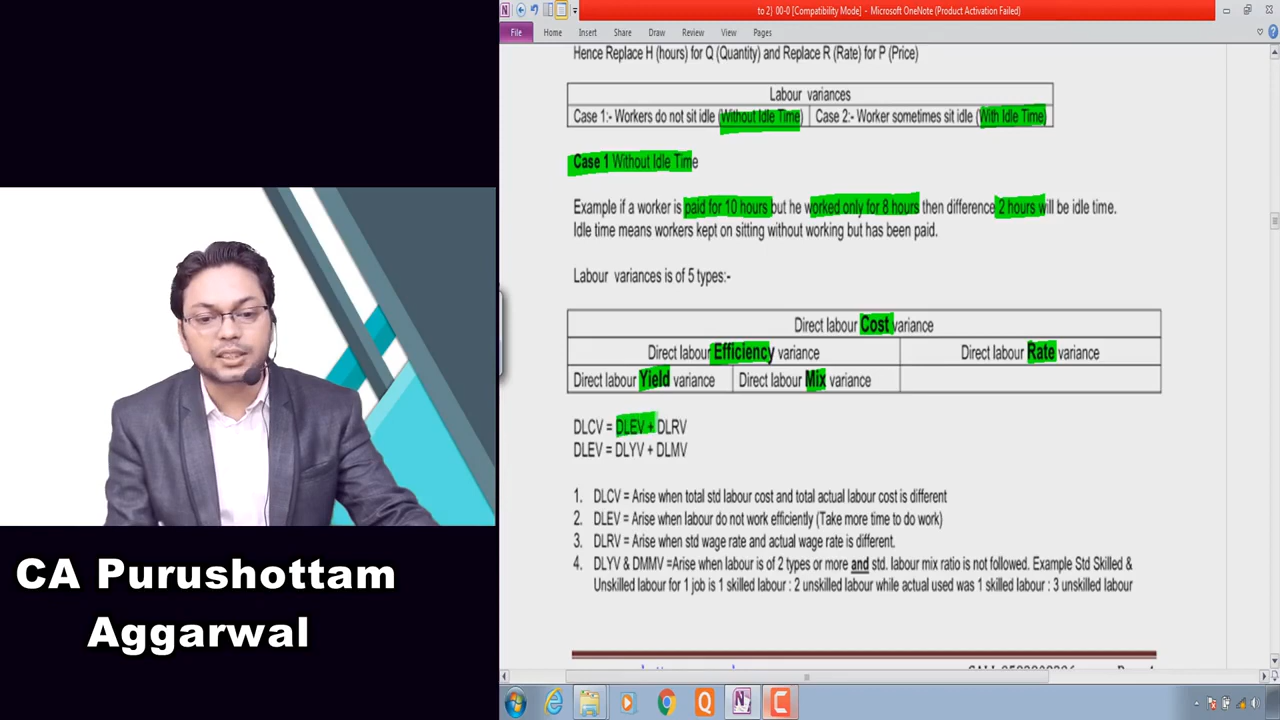 to 2) 00-0 [Compatibility Mode] - Microsoft OneNote (Product Activation Failed)
File Home Insert Share Draw Review View Pages
Hence Replace H (hours) for Q (Quantity) and Replace R (Rate) for P (Price)
Labour variances
Case 1:- Workers do not sit idle (Without Idle Time) Case 2:- Worker sometimes sit idle (With Idle Time)
Case 1 Without Idle Time
Example if a worker is paid for 10 hours but he worked only for 8 hours then difference 2 hours will be idle time.
Idle time means workers kept on sitting without working but has been paid.
Labour variances is of 5 types:-
Direct labour Cost variance
Direct labour Efficiency variance Direct labour Rate variance
Direct labour Yield variance Direct labour Mix variance
DLCV = DLEV + DLRV
DLEV = DLYV + DLMV
1. DLCV = Arise when total std labour cost and total actual labour cost is different
2. DLEV = Arise when labour do not work efficiently (Take more time to do work)
3. DLRV = Arise when std wage rate and actual wage rate is different.
4. DLYV & DMMV =Arise when labour is of 2 types or more and std. labour mix ratio is not followed. Example Std Skilled &
Unskilled labour for 1 job is 1 skilled labour : 2 unskilled labour while actual used was 1 skilled labour : 3 unskilled labour
CA Purushottam
Aggarwal